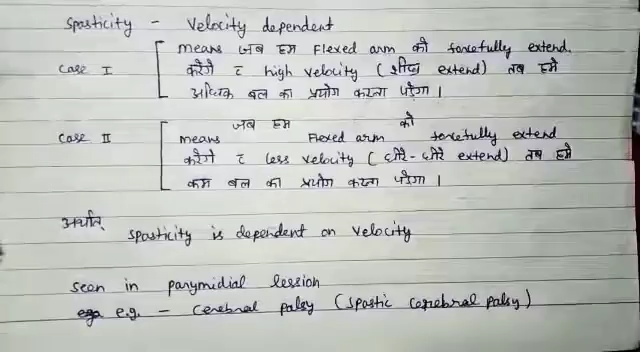 Spasticity - Velocity dependent
means जब हम Flexed arm को forcefully extend
Case I करेंगे c̄ high velocity (शीघ्र extend) तब हमे
अधिक बल का प्रयोग करना पड़ेगा ।
जब हम को
Case II means Flexed arm forcefully extend
करेंगे c̄ less velocity (धीरे-धीरे extend) तब हमे
कम बल का प्रयोग करना पड़ेगा ।
अर्थात्
Spasticity is dependent on velocity
Seen in parymidial lession
e.g. - Cerebral palsy (Spastic Cerebral palsy)